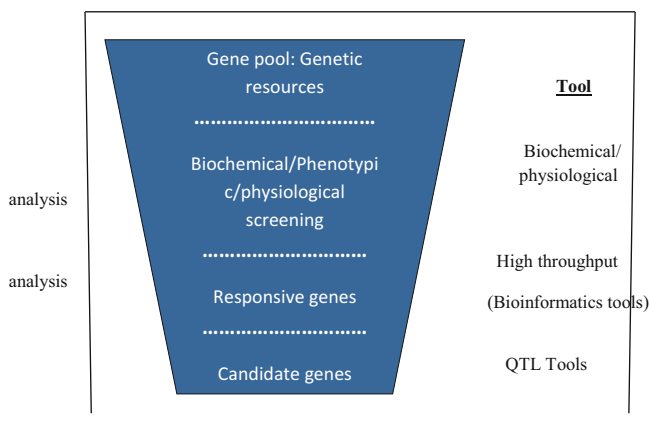 Gene pool: Genetic
resources
Tool
.......................................
Biochemical/
physiological
Biochemical/Phenotypi
c/physiological
screening
analysis
....................................
High throughput
analysis
Responsive genes
(Bioinformatics tools)
....................................
QTL Tools
Candidate genes